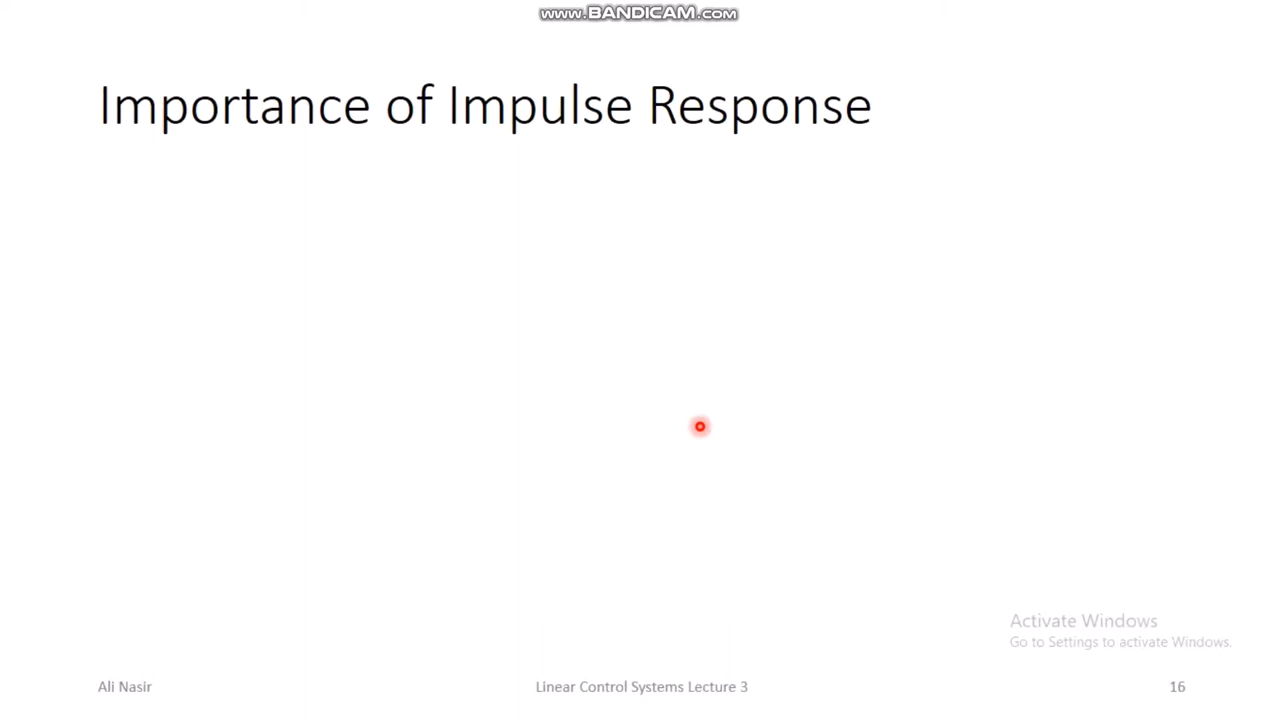 www.BANDICAM.com
Importance of Impulse Response
Activate Windows
Go to Settings to activate Windows.
Ali Nasir
Linear Control Systems Lecture 3
16